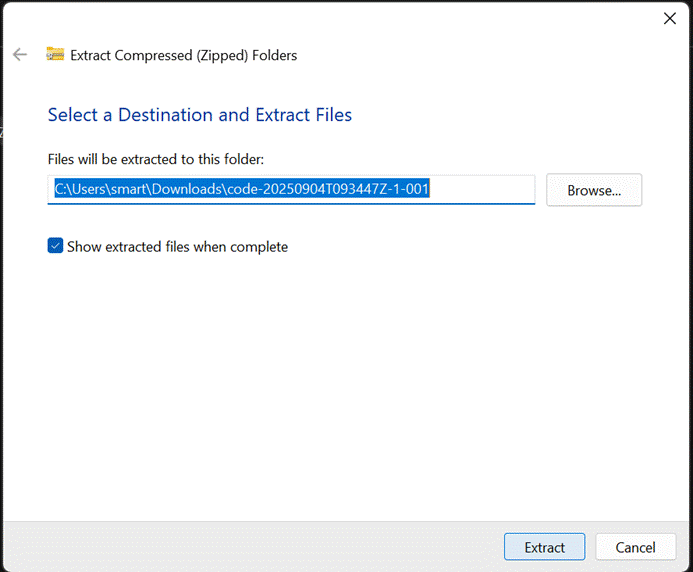 Extract Compressed (Zipped) Folders
Select a Destination and Extract Files
Files will be extracted to this folder:
C:\Users\smart\Downloads\code-20250904T093447Z-1-001
Browse...
Show extracted files when complete
Extract
Cancel